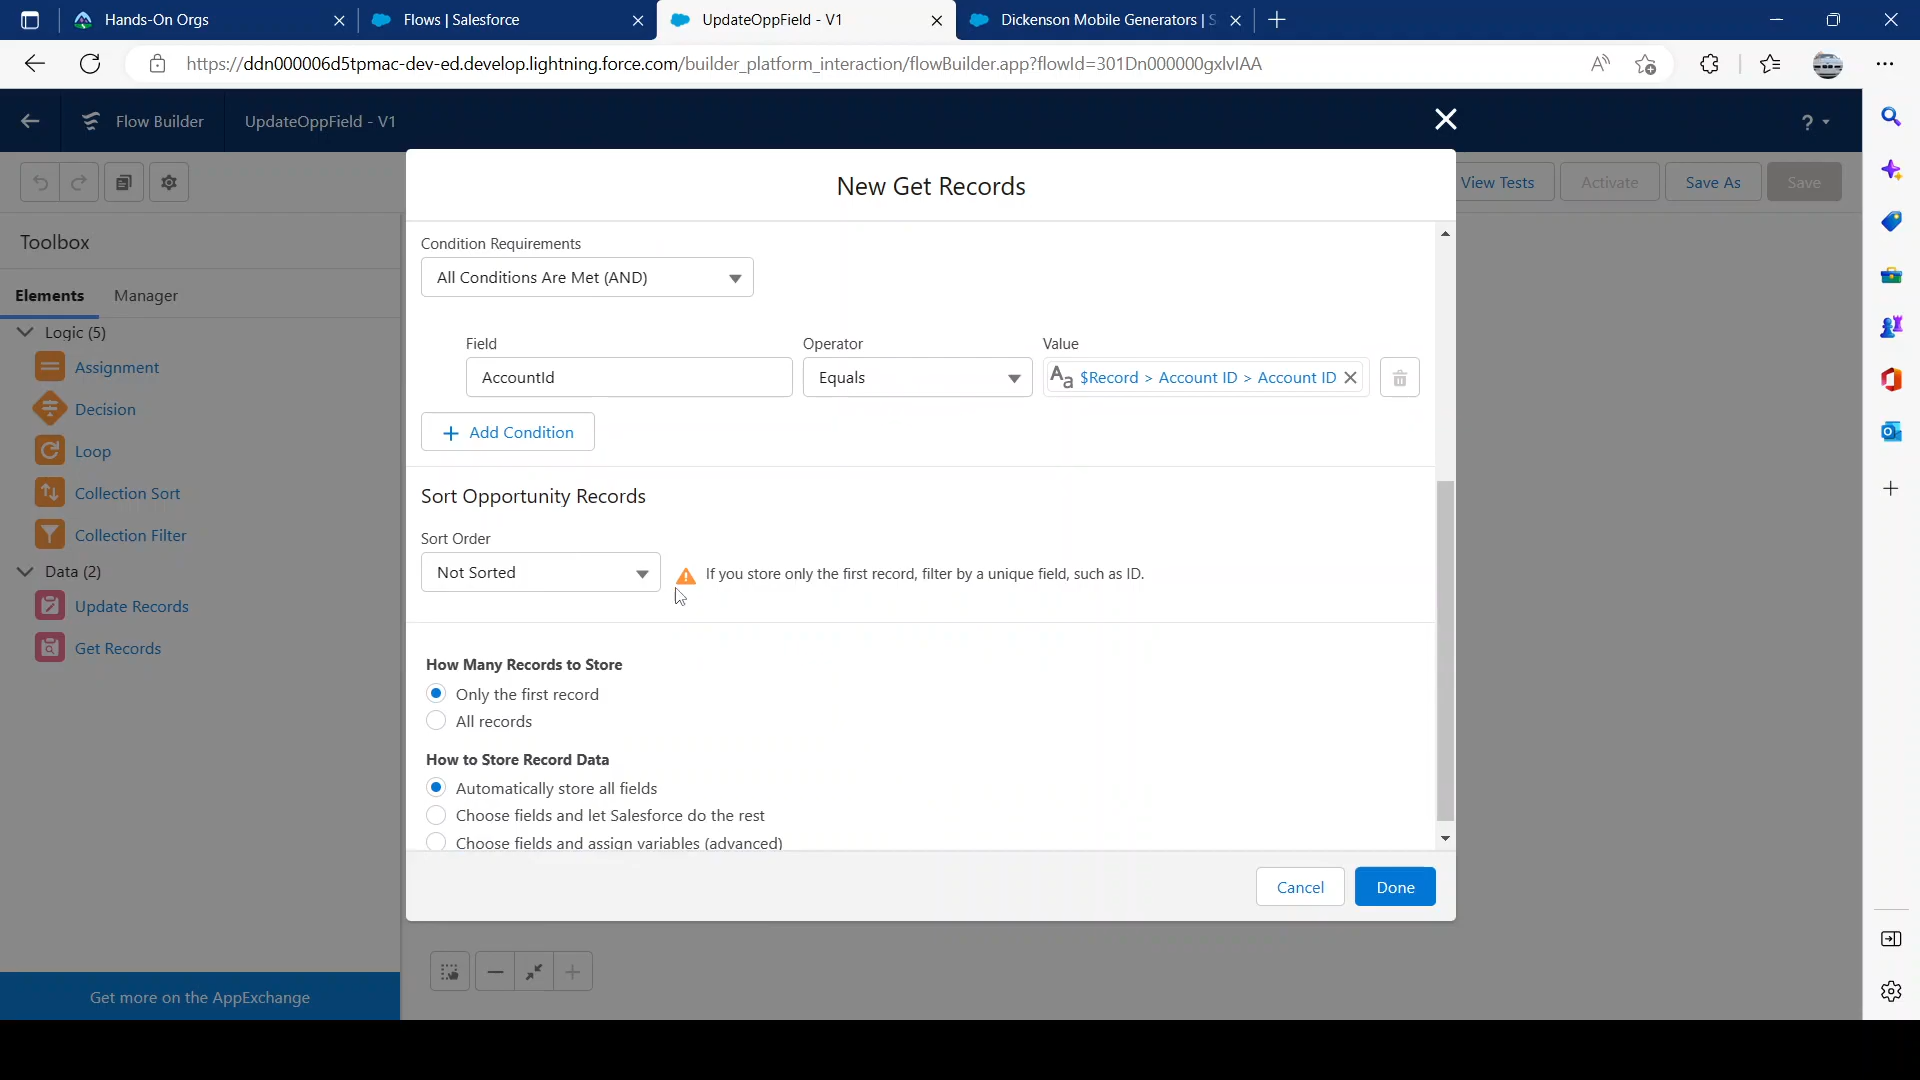 Hands-On Orgs
Flows | Salesforce
UpdateOppField - V1
Dickenson Mobile Generators | S
https://ddn000006d5tpmac-dev-ed.develop.lightning.force.com/builder_platform_interaction/flowBuilder.app?flowId=301Dn000000gxlvIAA
Flow Builder
UpdateOppField - V1
?
View Tests
Activate
Save As
Save
Toolbox
Elements
Manager
Logic (5)
Assignment
Decision
Loop
Collection Sort
Collection Filter
Data (2)
Update Records
Get Records
Get more on the AppExchange
New Get Records
Condition Requirements
All Conditions Are Met (AND)
Field
Operator
Value
AccountId
Equals
Aa $Record > Account ID > Account ID
+ Add Condition
Sort Opportunity Records
Sort Order
Not Sorted
If you store only the first record, filter by a unique field, such as ID.
How Many Records to Store
Only the first record
All records
How to Store Record Data
Automatically store all fields
Choose fields and let Salesforce do the rest
Choose fields and assign variables (advanced)
Cancel
Done